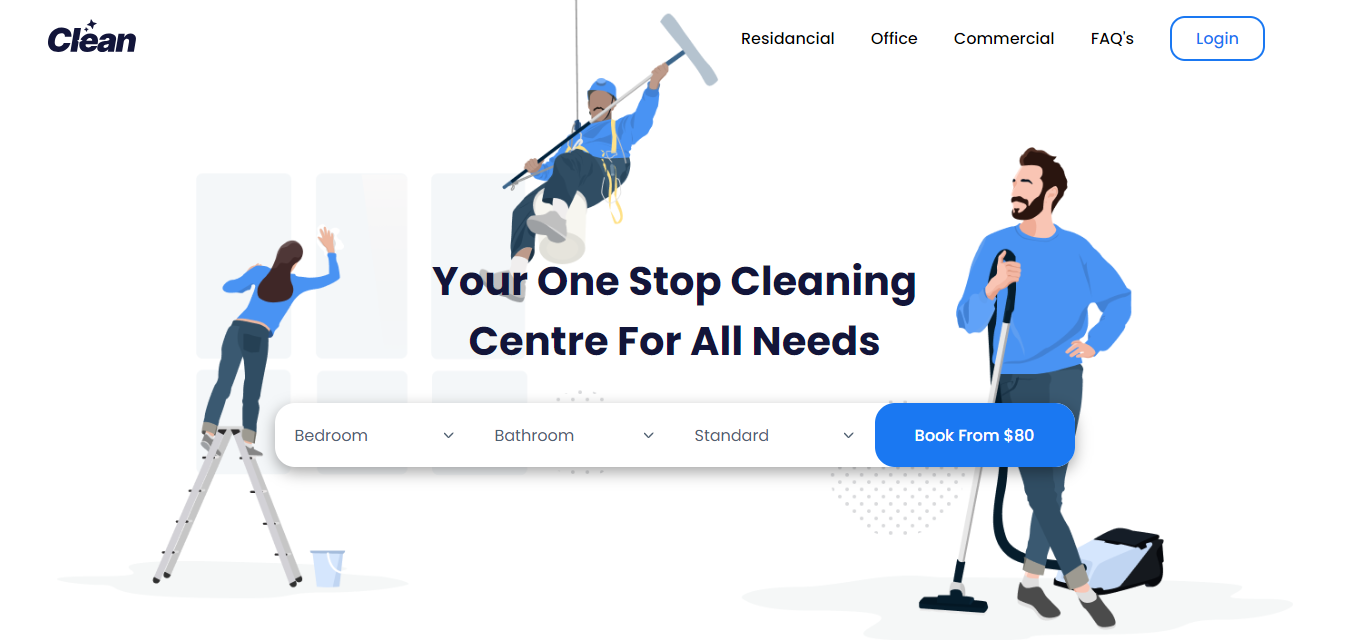 Clean
Residancial Office Commercial FAQ's Login
Your One Stop Cleaning
Centre For All Needs
Bedroom Bathroom Standard Book From $80